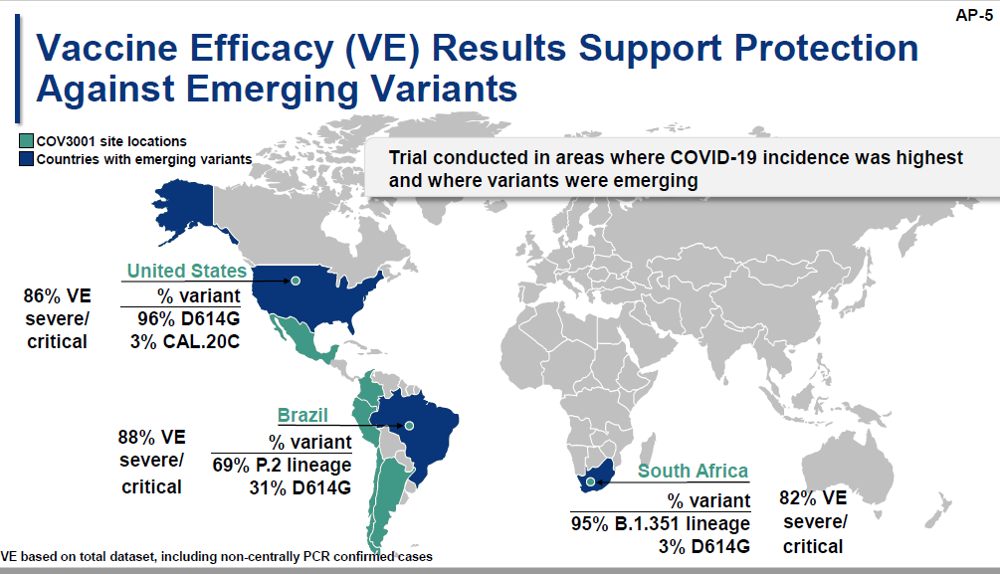 AP-5
Vaccine Efficacy (VE) Results Support Protection
Against Emerging Variants
COV3001 site locations
Countries with emerging variants
Trial conducted in areas where COVID-19 incidence was highest
and where variants were emerging
United States
% variant
96% D614G
3% CAL.20C
86% VE
severe/
critical
Brazil
% variant
69% P.2 lineage
31% D614G
88% VE
severe/
critical
South Africa
% variant
95% B.1.351 lineage
3% D614G
82% VE
severe/
critical
VE based on total dataset, including non-centrally PCR confirmed cases